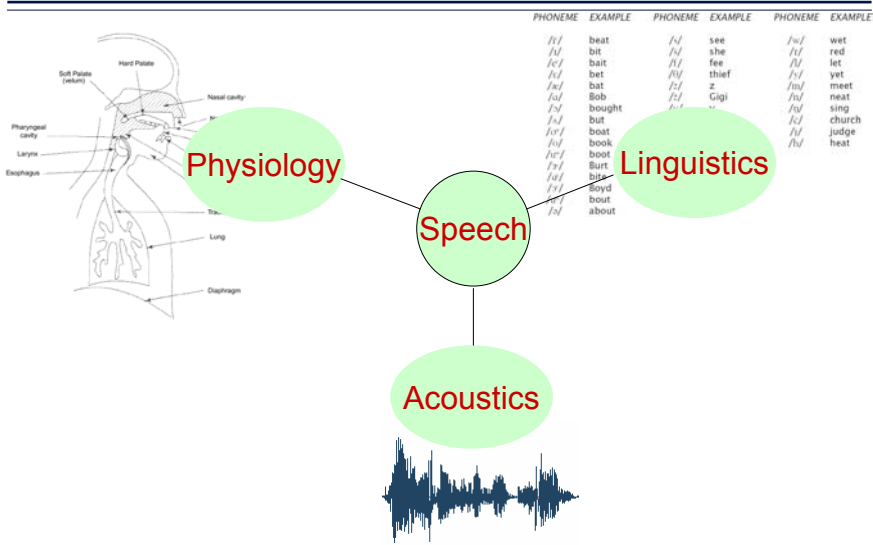 PHONEME EXAMPLE PHONEME EXAMPLE PHONEME EXAMPLE
beat /s/ see /w/ wet
/ɪ/ bit she /r/ red
bait /f/ fee /l/ let
/ɛ/ bet /θ/ thief /y/ yet
/æ/ bat /z/ z /m/ meet
/ɑ/ Bob Gigi /n/ neat
/ɔ/ bought v sing
/ʌ/ but church
boat judge
/ʊ/ book /h/ heat
boot
Burt
bite
Boyd
bout
/ə/ about
Hard Palate
Soft Palate
(velum)
Nasal cavity
N
Pharyngeal
cavity
Larynx
Esophagus
Lung
Diaphragm
Physiology
Linguistics
Speech
Acoustics